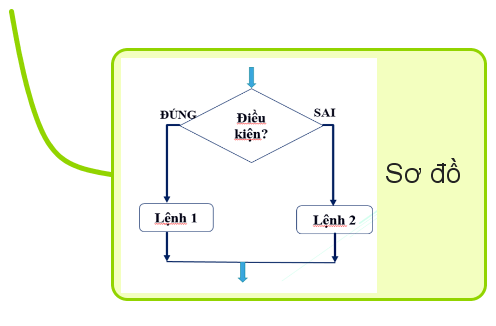 ĐÚNG
SAI
Điều
kiện?
Lệnh 1
Lệnh 2
Sơ đồ